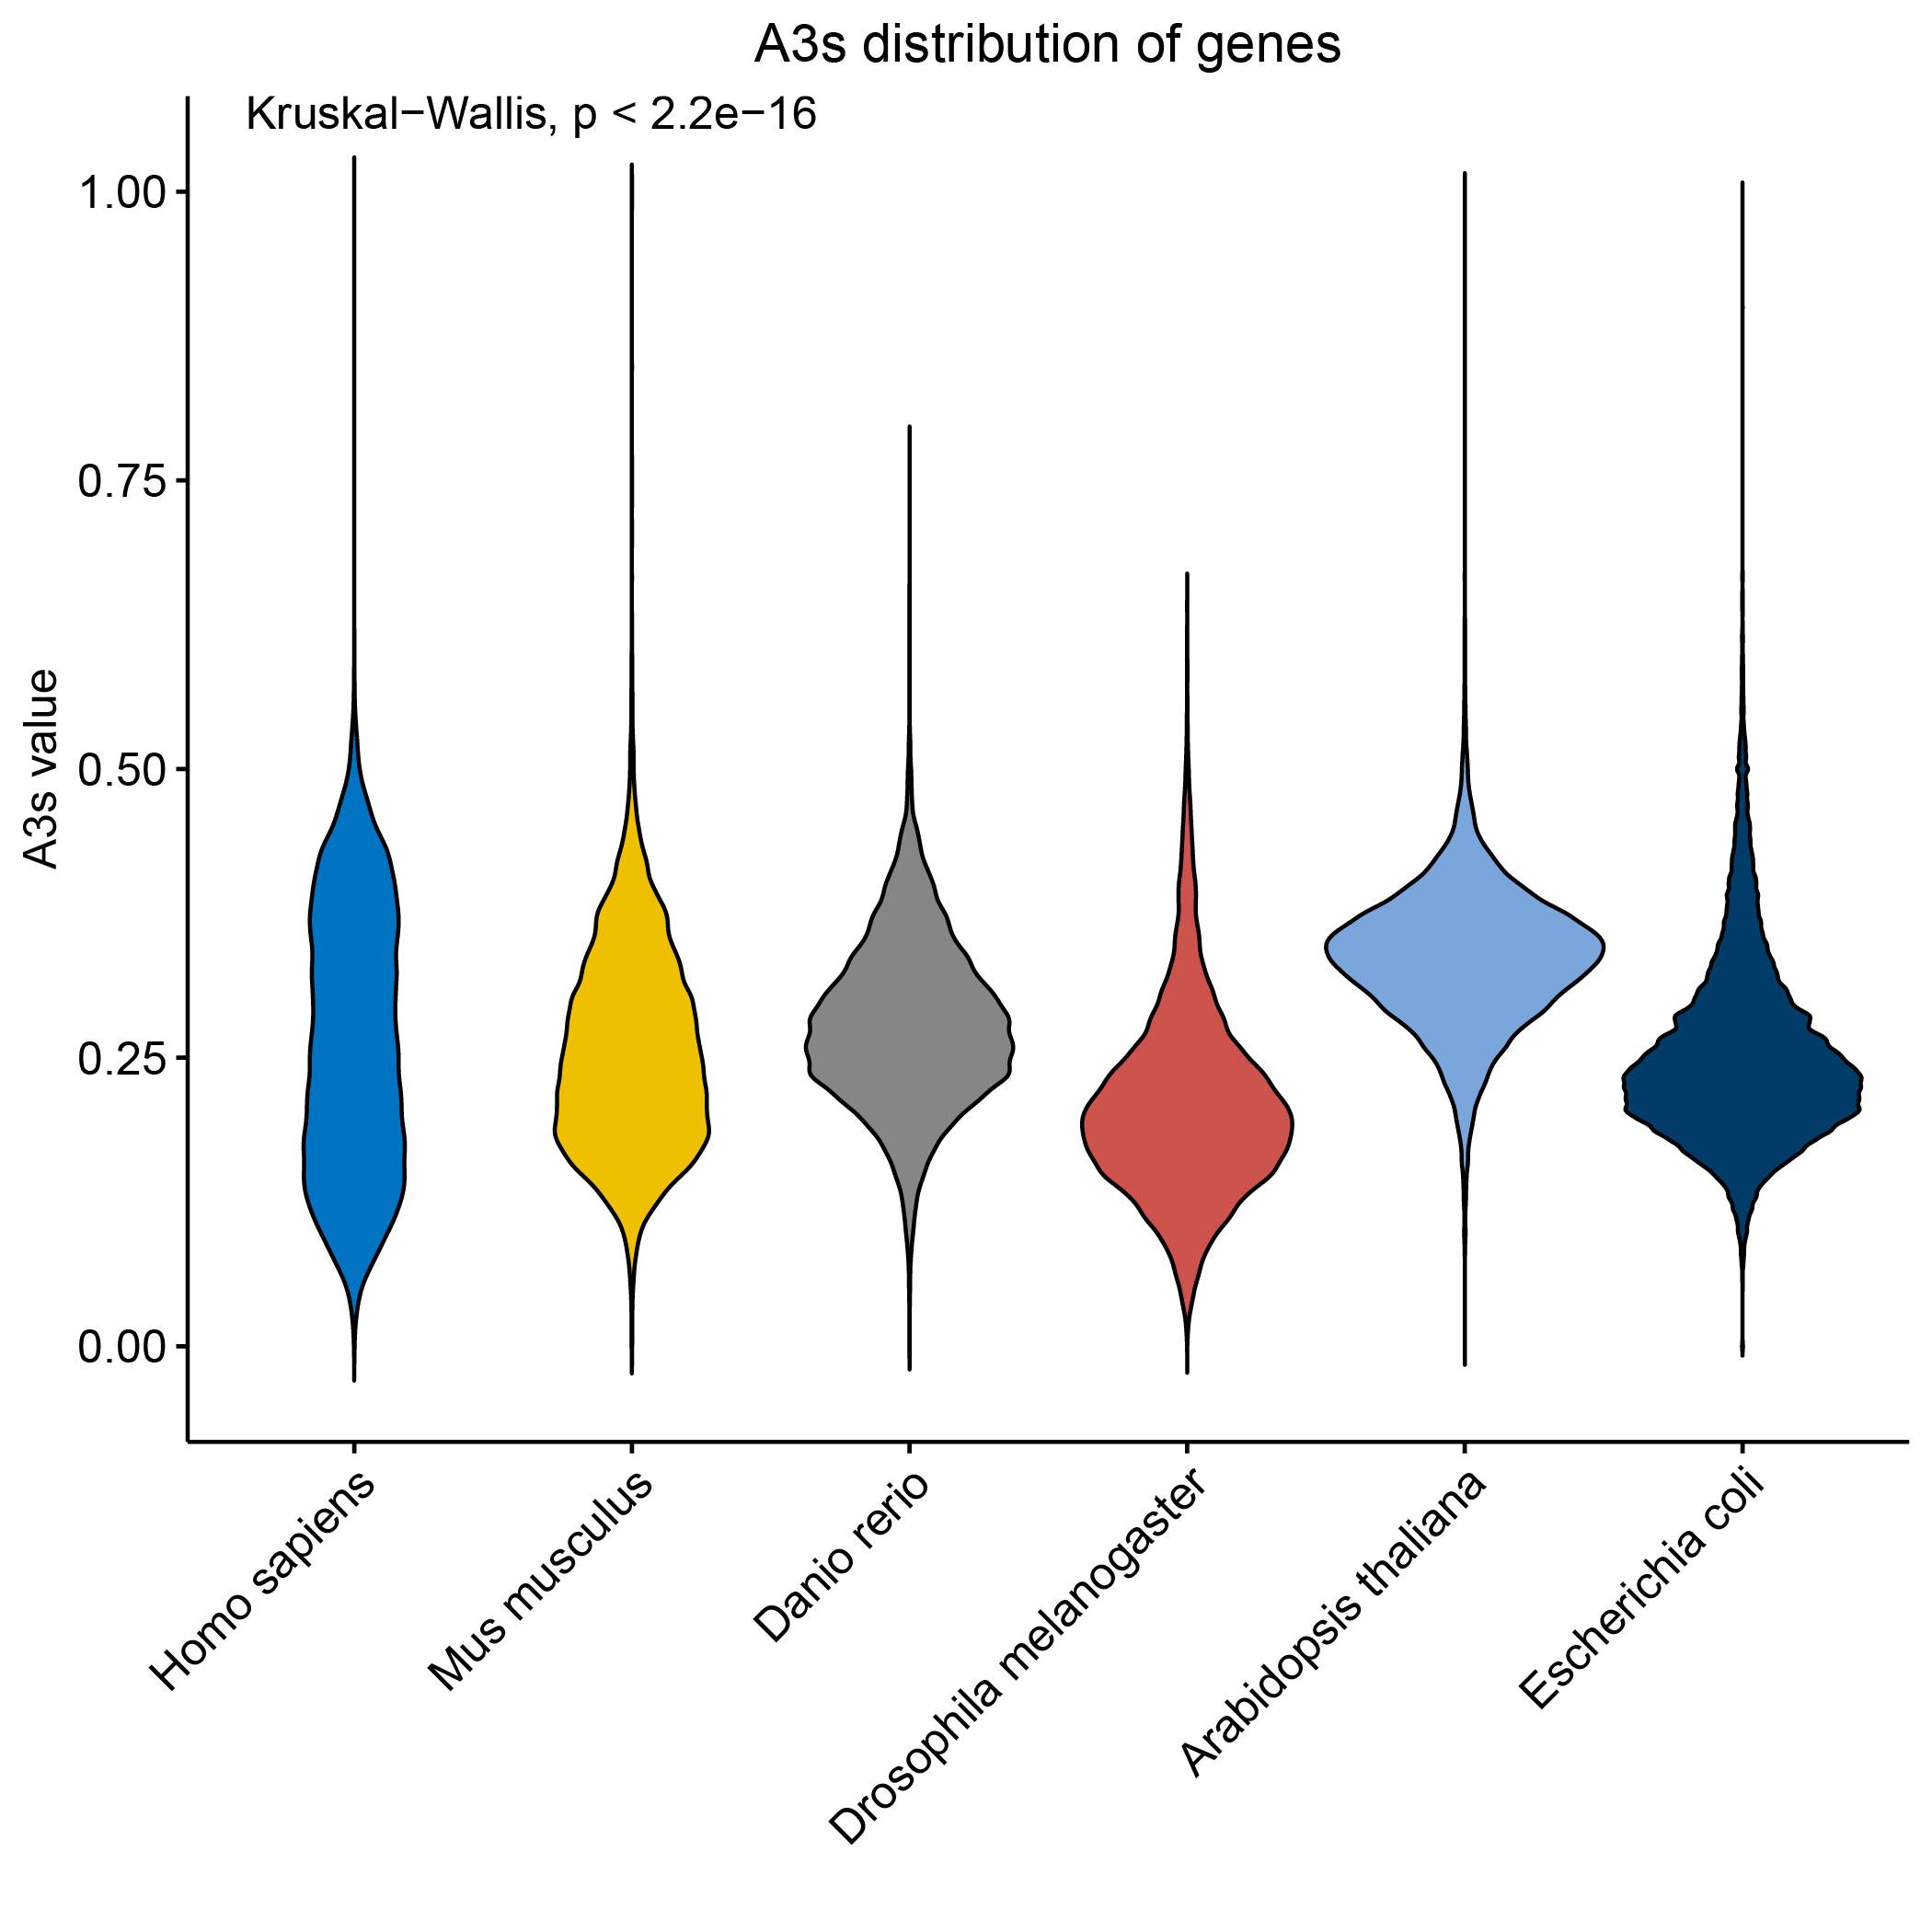 A3s distribution of genes
Kruskal−Wallis, p < 2.2e−16
A3s value
1.00
0.75
0.50
0.25
0.00
Homo sapiens
Mus musculus
Danio rerio
Drosophila melanogaster
Arabidopsis thaliana
Escherichia coli